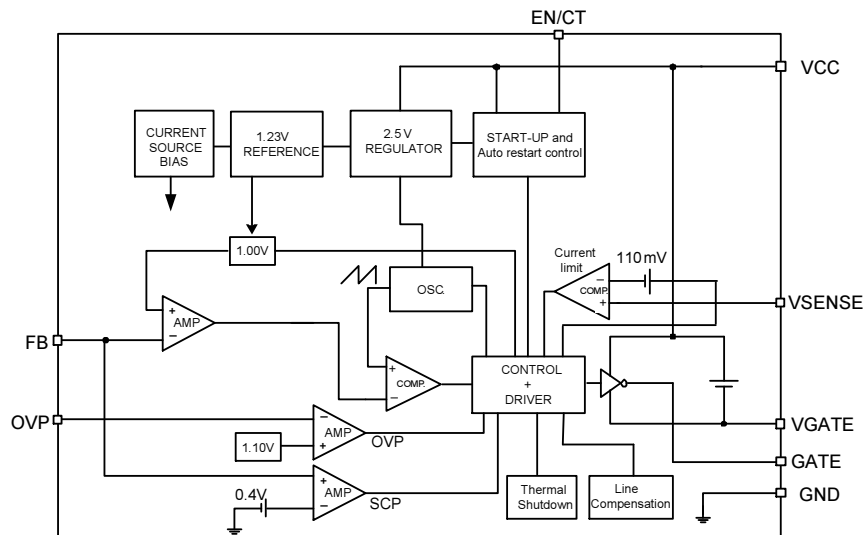 EN/CT
VCC
CURRENT
SOURCE
BIAS
1.23V
REFERENCE
2.5 V
REGULATOR
START-UP and
Auto restart control
1.00V
Current
limit
110 mV
COMP.
−
+
OSC.
VSENSE
+
AMP
−
FB
+
COMP.
−
CONTROL
+
DRIVER
OVP
−
AMP
+
OVP
1.10V
VGATE
GATE
+
AMP
−
SCP
0.4V
Thermal
Shutdown
Line
Compensation
GND